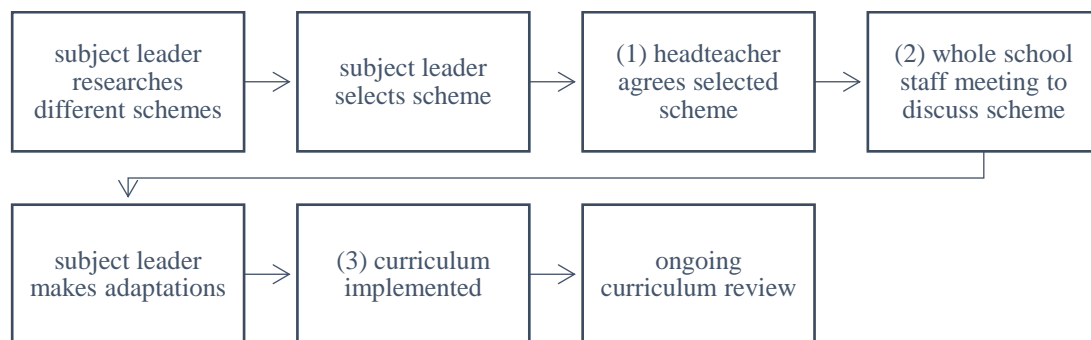 subject leader
researches
different schemes
subject leader
selects scheme
(1) headteacher
agrees selected
scheme
(2) whole school
staff meeting to
discuss scheme
subject leader
makes adaptations
(3) curriculum
implemented
ongoing
curriculum review